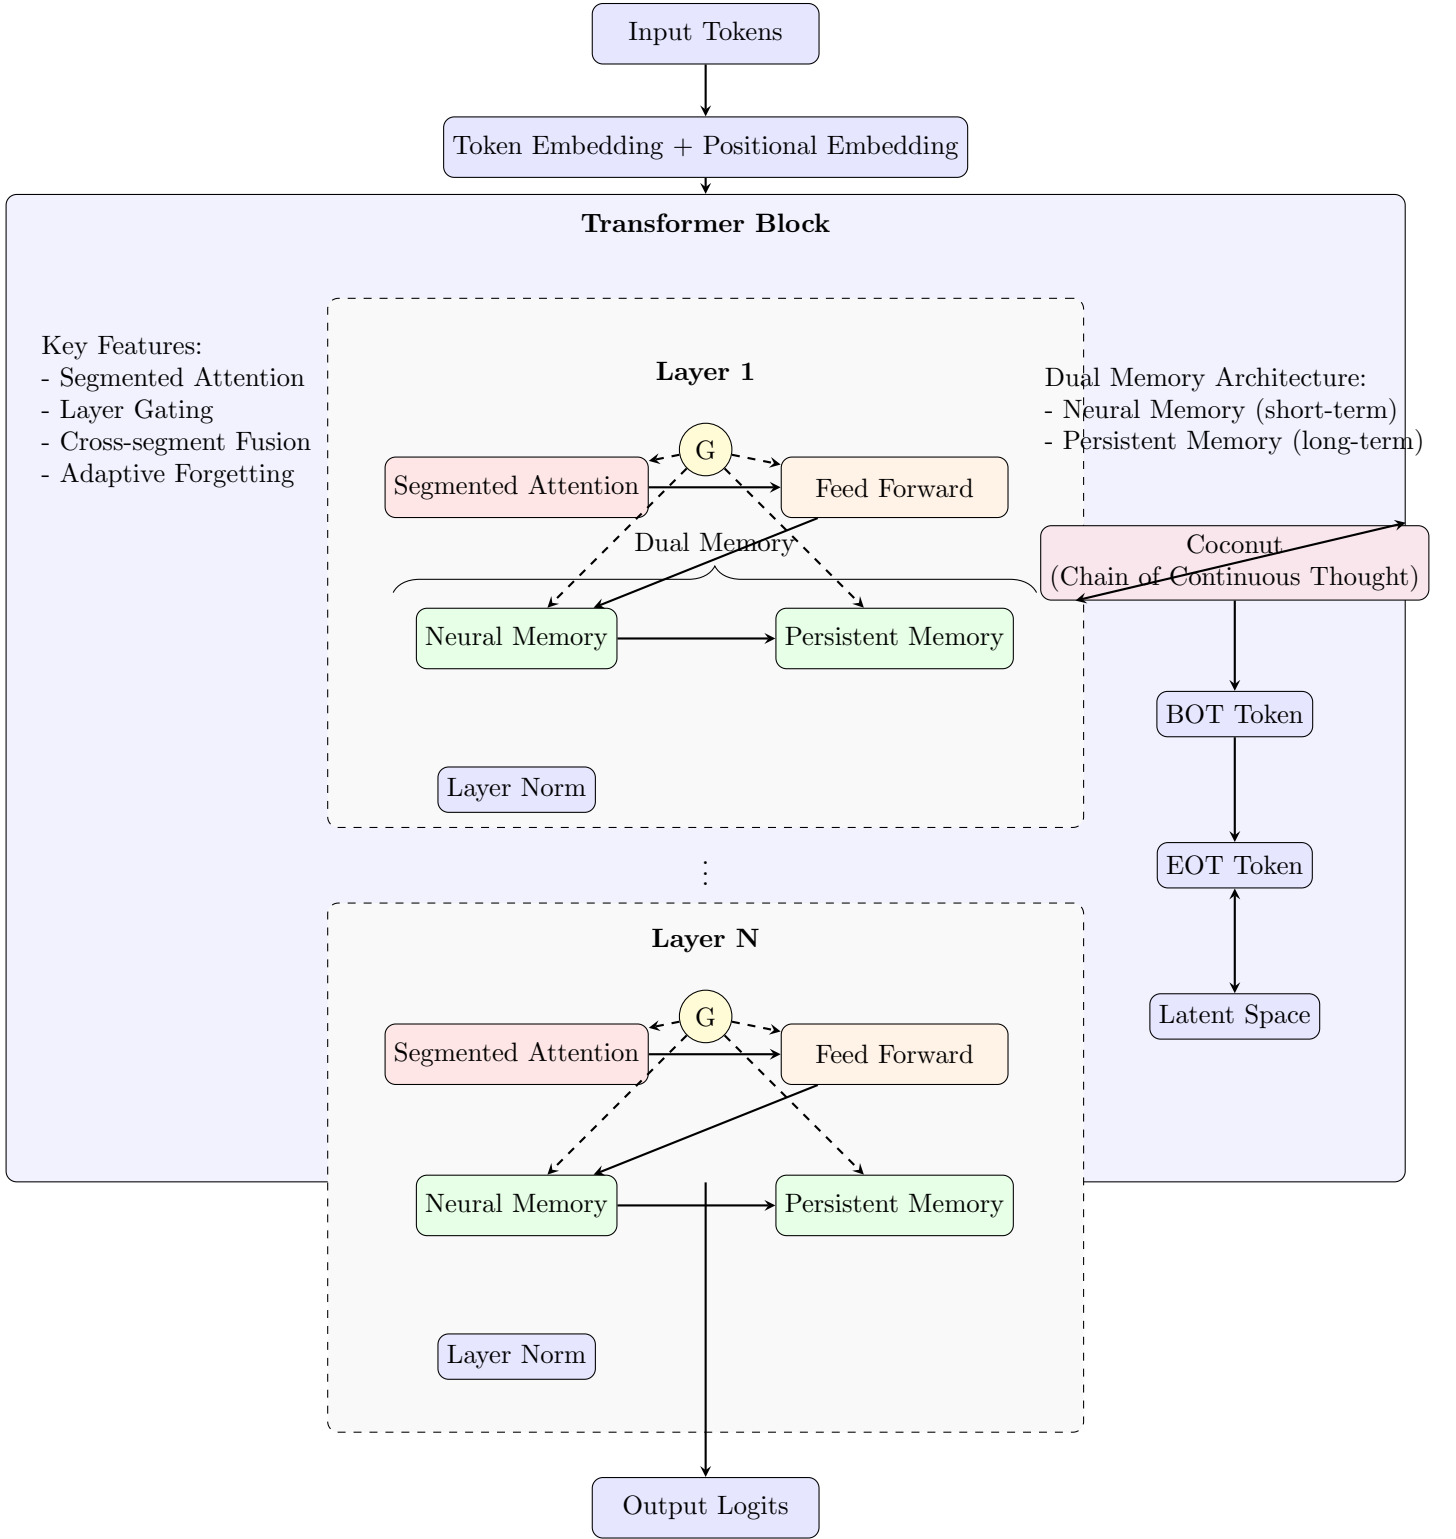 Input Tokens
Token Embedding + Positional Embedding
Transformer Block
Key Features:
- Segmented Attention
- Layer Gating
- Cross-segment Fusion
- Adaptive Forgetting
Layer 1
G
Segmented Attention
Feed Forward
Dual Memory
Neural Memory
Persistent Memory
Layer Norm
Dual Memory Architecture:
- Neural Memory (short-term)
- Persistent Memory (long-term)
Coconut
(Chain of Continuous Thought)
BOT Token
EOT Token
Latent Space
⋮
Layer N
G
Segmented Attention
Feed Forward
Neural Memory
Persistent Memory
Layer Norm
Output Logits